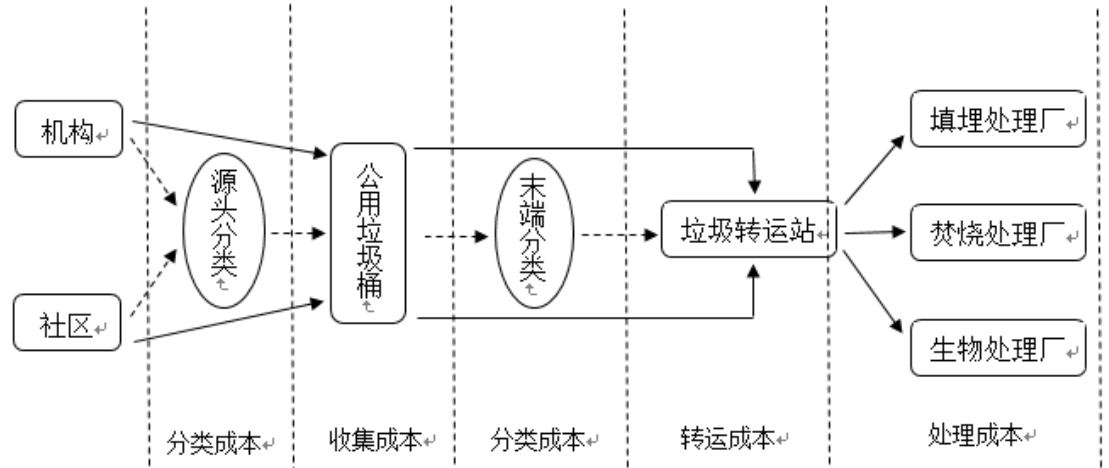 机构
社区
源头分类
公用垃圾桶
末端分类
垃圾转运站
填埋处理厂
焚烧处理厂
生物处理厂
分类成本
收集成本
分类成本
转运成本
处理成本